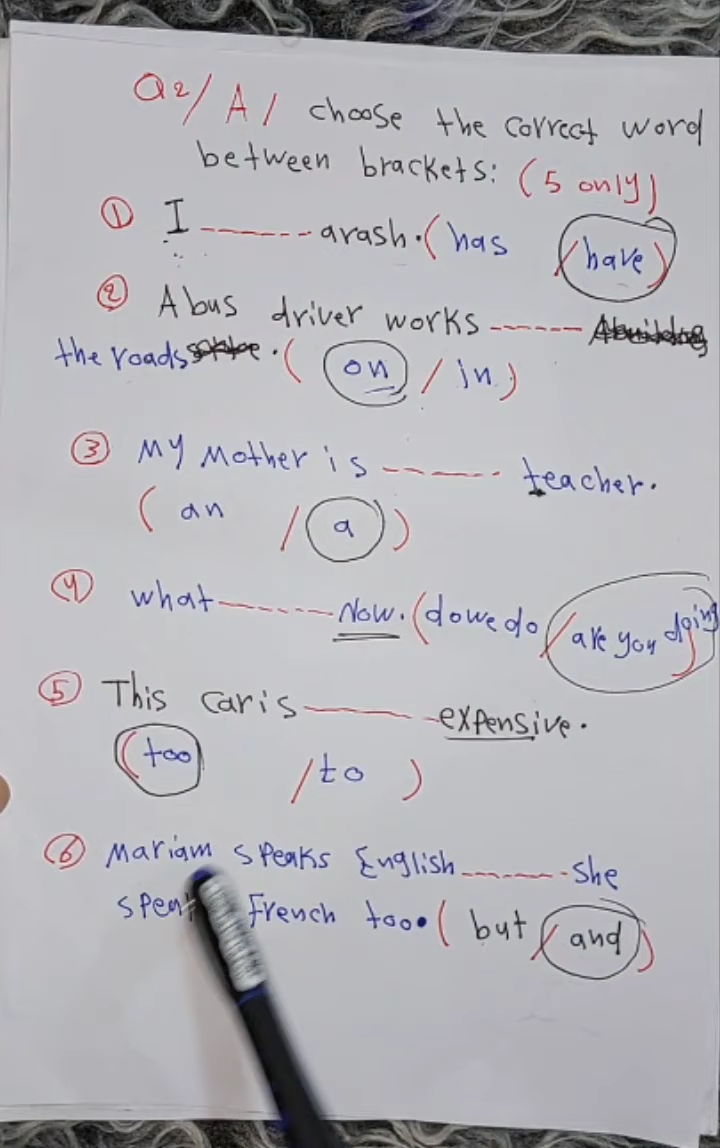 Q2/ A/ choose the correct word
between brackets: (5 only)
① I ------- arash. (has / have)
② A bus driver works ------
the roads. (on / in)
③ My Mother is ------- teacher.
(an / a)
④ what ------- Now. (do we do / are you doing
⑤ This car is ------- expensive.
(too / to)
⑥ Mariam speaks English ------- she
French too. (but / and)